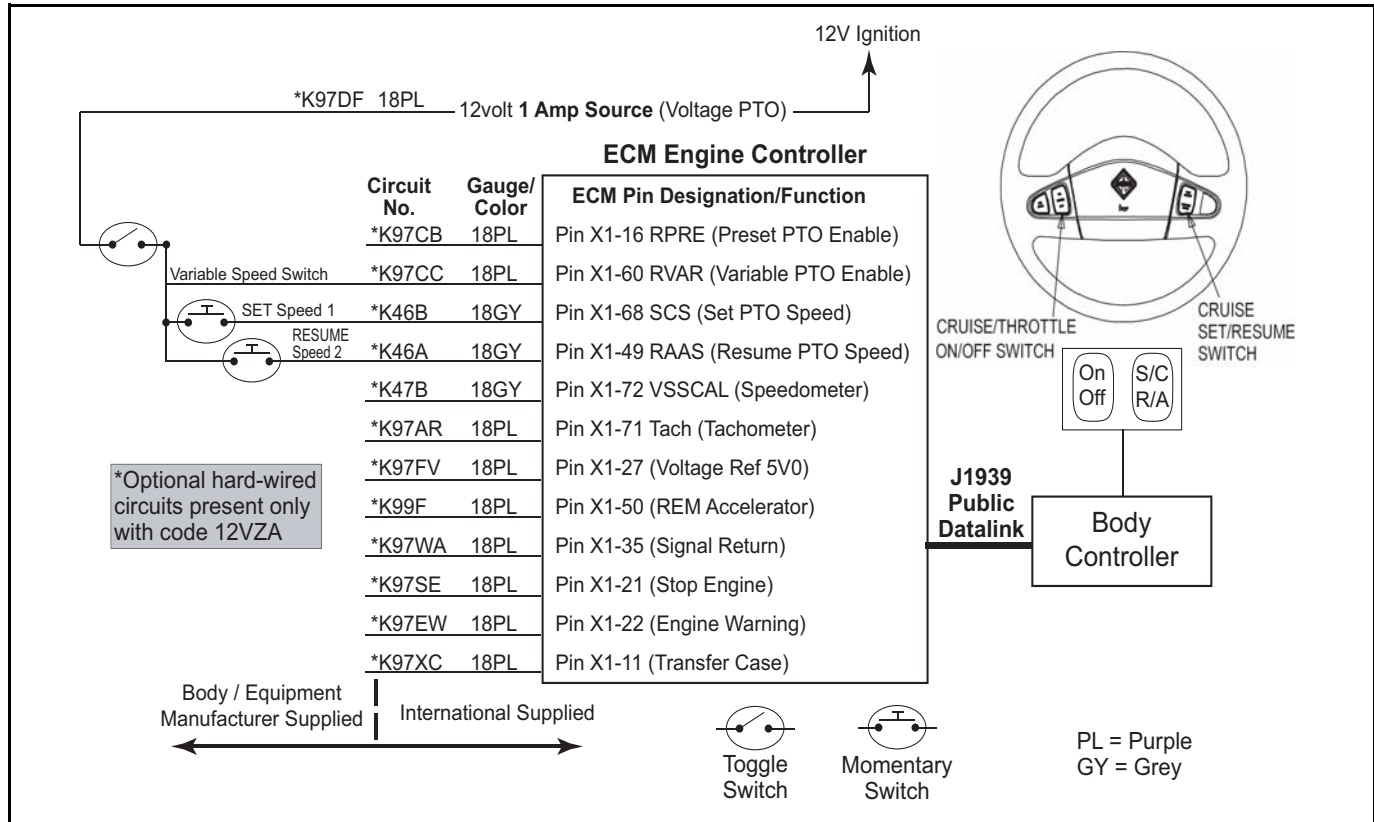 12V Ignition
*K97DF 18PL
12volt 1 Amp Source (Voltage PTO)
ECM Engine Controller
Circuit No.
Gauge/ Color
ECM Pin Designation/Function
*K97CB 18PL Pin X1-16 RPRE (Preset PTO Enable)
Variable Speed Switch *K97CC 18PL Pin X1-60 RVAR (Variable PTO Enable)
SET Speed 1 *K46B 18GY Pin X1-68 SCS (Set PTO Speed)
RESUME
Speed 2 *K46A 18GY Pin X1-49 RAAS (Resume PTO Speed)
*K47B 18GY Pin X1-72 VSSCAL (Speedometer)
*K97AR 18PL Pin X1-71 Tach (Tachometer)
*K97FV 18PL Pin X1-27 (Voltage Ref 5V0)
*K99F 18PL Pin X1-50 (REM Accelerator)
*K97WA 18PL Pin X1-35 (Signal Return)
*K97SE 18PL Pin X1-21 (Stop Engine)
*K97EW 18PL Pin X1-22 (Engine Warning)
*K97XC 18PL Pin X1-11 (Transfer Case)
*Optional hard-wired
circuits present only
with code 12VZA
Body / Equipment
Manufacturer Supplied
International Supplied
CRUISE/THROTTLE
ON/OFF SWITCH
CRUISE
SET/RESUME
SWITCH
On
Off
S/C
R/A
J1939
Public
Datalink
Body
Controller
Toggle
Switch
Momentary
Switch
PL = Purple
GY = Grey